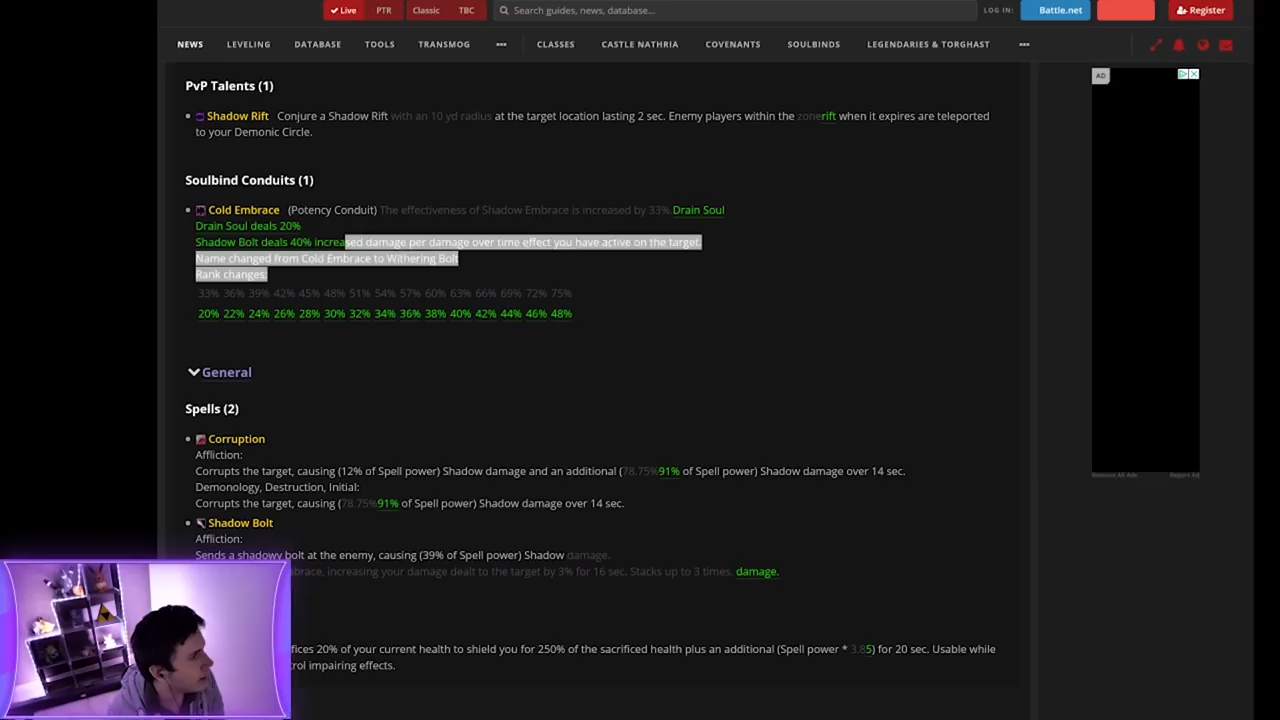 Live PTR Classic TBC Search guides, news, database... LOG IN: Battle.net Register
NEWS LEVELING DATABASE TOOLS TRANSMOG ••• CLASSES CASTLE NATHRIA COVENANTS SOULBINDS LEGENDARIES & TORGHAST •••
AD
PvP Talents (1)
Shadow Rift Conjure a Shadow Rift with an 10 yd radius at the target location lasting 2 sec. Enemy players within the zonerift when it expires are teleported
to your Demonic Circle.
Soulbind Conduits (1)
Cold Embrace (Potency Conduit) The effectiveness of Shadow Embrace is increased by 33%.Drain Soul
Drain Soul deals 20%
Shadow Bolt deals 40% increased damage per damage over time effect you have active on the target.
Name changed from Cold Embrace to Withering Bolt
Rank changes:
33% 36% 39% 42% 45% 48% 51% 54% 57% 60% 63% 66% 69% 72% 75%
20% 22% 24% 26% 28% 30% 32% 34% 36% 38% 40% 42% 44% 46% 48%
General
Spells (2)
Corruption
Affliction:
Corrupts the target, causing (12% of Spell power) Shadow damage and an additional (78.75%91% of Spell power) Shadow damage over 14 sec.
Demonology, Destruction, Initial:
Corrupts the target, causing (78.75%91% of Spell power) Shadow damage over 14 sec.
Shadow Bolt
Affliction:
Sends a shadowy bolt at the enemy, causing (39% of Spell power) Shadow damage.
increasing your damage dealt to the target by 3% for 16 sec. Stacks up to 3 times. damage.
20% of your current health to shield you for 250% of the sacrificed health plus an additional (Spell power * 3.85) for 20 sec. Usable while
impairing effects.
Remove All Ads Report Ad